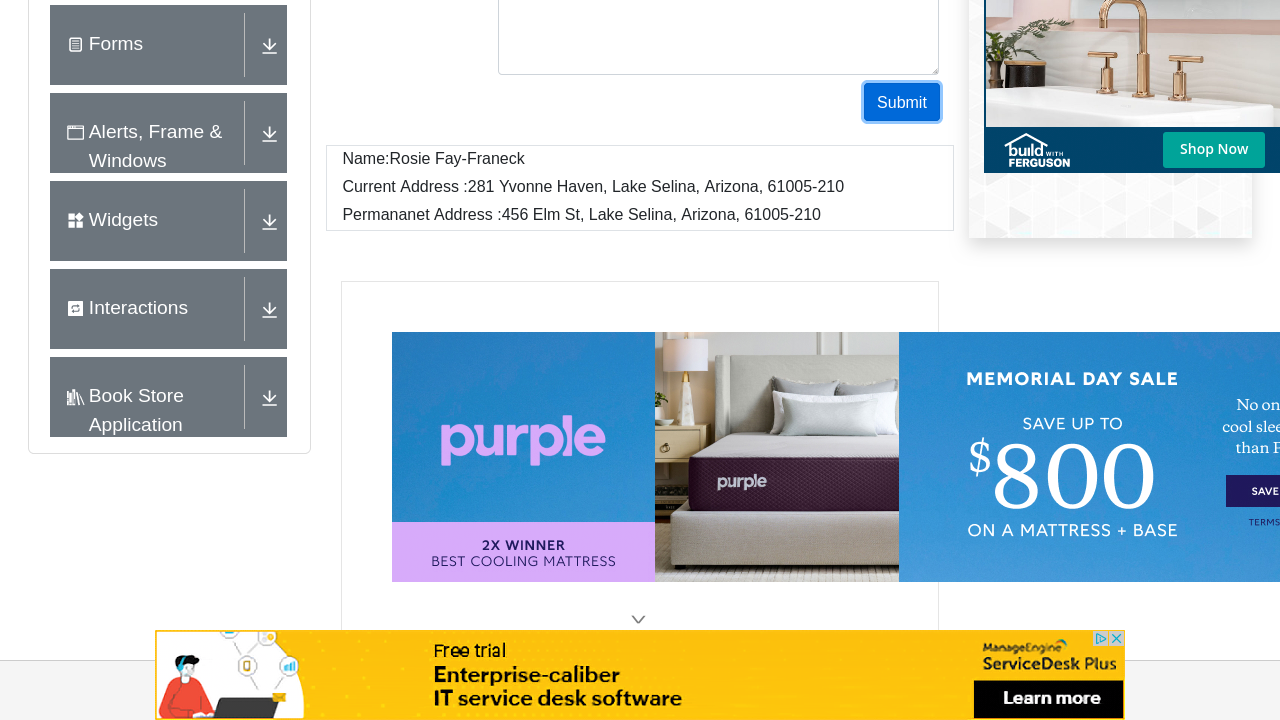 Forms
Alerts, Frame &
Windows
Widgets
Interactions
Book Store
Application
Submit
Name:Rosie Fay-Franeck
Current Address :281 Yvonne Haven, Lake Selina, Arizona, 61005-210
Permananet Address :456 Elm St, Lake Selina, Arizona, 61005-210
build WITH
FERGUSON
Shop Now
purple
2X WINNER
BEST COOLING MATTRESS
purple
MEMORIAL DAY SALE
SAVE UP TO
$800
ON A MATTRESS + BASE
No on
cool slee
than P
SAVE
TERMS
Free trial
Enterprise-caliber
IT service desk software
ManageEngine
ServiceDesk Plus
Learn more